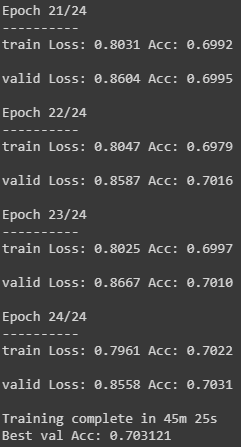 Epoch 21/24
----------
train Loss: 0.8031 Acc: 0.6992
valid Loss: 0.8604 Acc: 0.6995
Epoch 22/24
----------
train Loss: 0.8047 Acc: 0.6979
valid Loss: 0.8587 Acc: 0.7016
Epoch 23/24
----------
train Loss: 0.8025 Acc: 0.6997
valid Loss: 0.8667 Acc: 0.7010
Epoch 24/24
----------
train Loss: 0.7961 Acc: 0.7022
valid Loss: 0.8558 Acc: 0.7031
Training complete in 45m 25s
Best val Acc: 0.703121